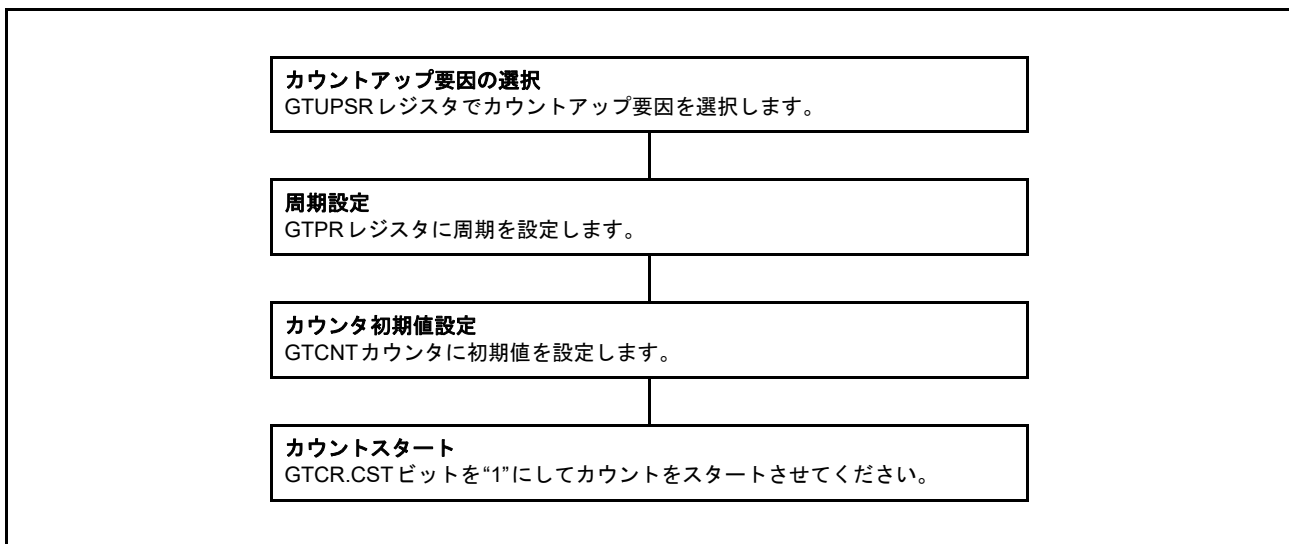 カウントアップ要因の選択
GTUPSRレジスタでカウントアップ要因を選択します。
周期設定
GTPRレジスタに周期を設定します。
カウンタ初期値設定
GTCNTカウンタに初期値を設定します。
カウントスタート
GTCR.CSTビットを“1”にしてカウントをスタートさせてください。